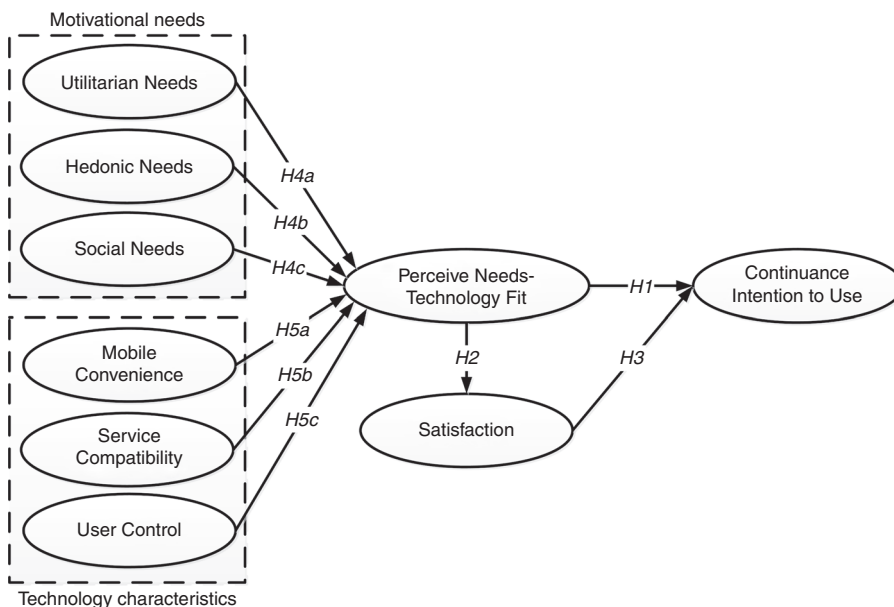 Motivational needs
Utilitarian Needs
Hedonic Needs
Social Needs
H4a
H4b
H4c
Perceive Needs-
Technology Fit
H1
Continuance
Intention to Use
H5a
H5b
H5c
H2
H3
Mobile
Convenience
Service
Compatibility
User Control
Satisfaction
Technology characteristics